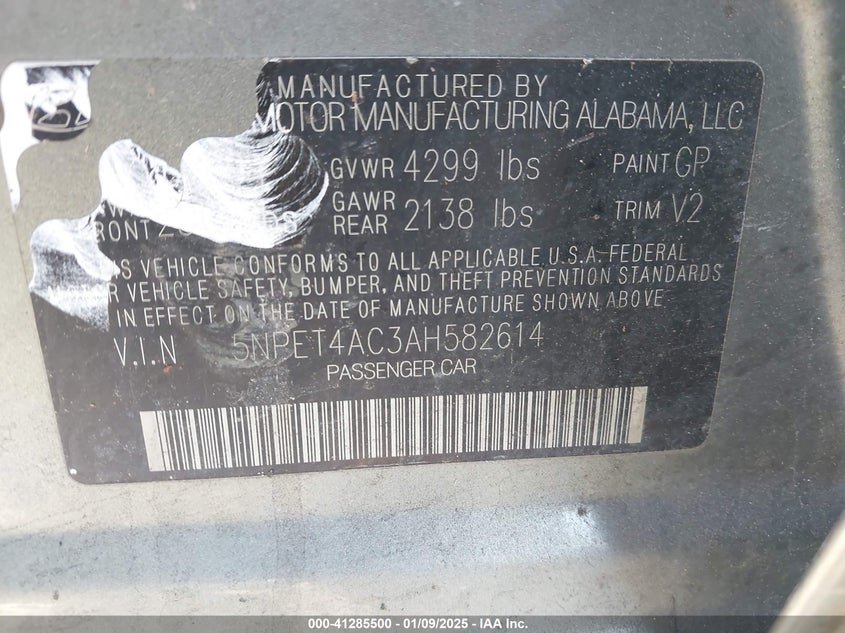 MANUFACTURED BY
MOTOR MANUFACTURING ALABAMA, LLC
GVWR 4299 lbs PAINT GP
GAWR REAR 2138 lbs TRIM V2
RONT
S VEHICLE CONFORMS TO ALL APPLICABLE U.S.A-FEDERAL
R VEHICLE SAFETY, BUMPER, AND THEFT PREVENTION STANDARDS
IN EFFECT ON THE DATE OF MANUFACTURE SHOWN ABOVE
V.I.N 5NPET4AC3AH582614
PASSENGER CAR
000-41285500 - 01/09/2025 - IAA Inc.